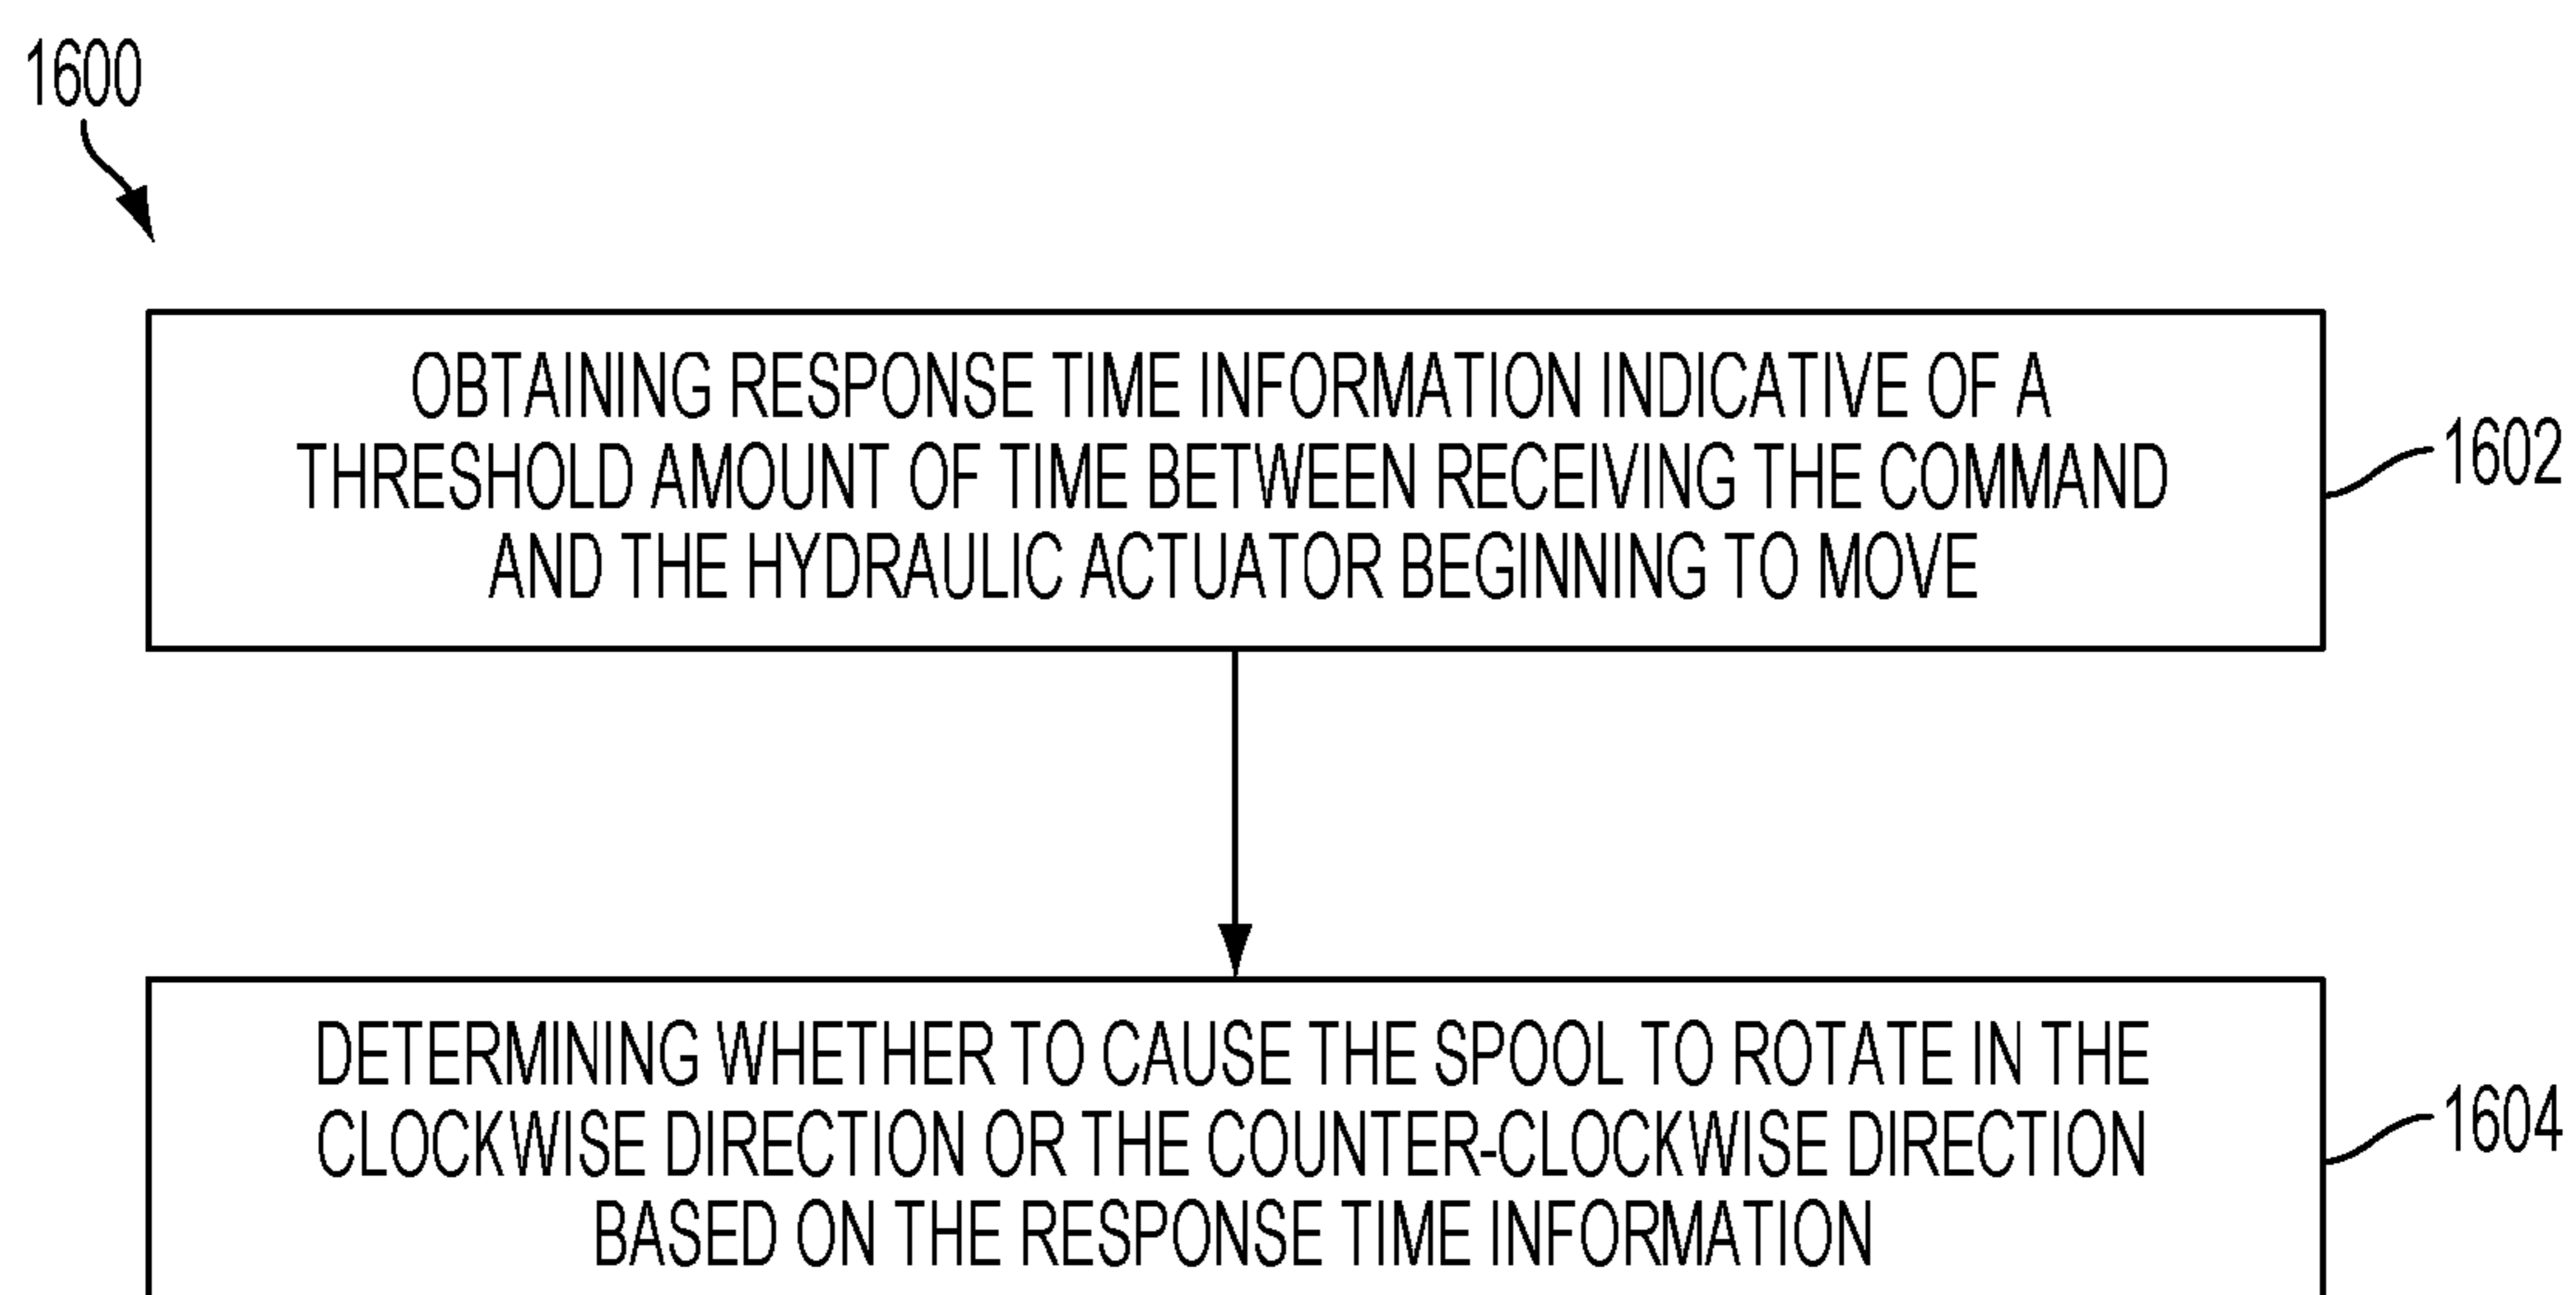 1600
OBTAINING RESPONSE TIME INFORMATION INDICATIVE OF A
THRESHOLD AMOUNT OF TIME BETWEEN RECEIVING THE COMMAND
AND THE HYDRAULIC ACTUATOR BEGINNING TO MOVE
1602
DETERMINING WHETHER TO CAUSE THE SPOOL TO ROTATE IN THE
CLOCKWISE DIRECTION OR THE COUNTER-CLOCKWISE DIRECTION
BASED ON THE RESPONSE TIME INFORMATION
1604